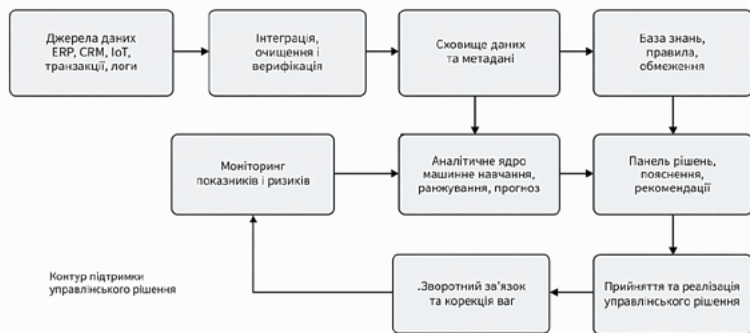 Джерела даних
ERP, CRM, IoT,
транзакції, логи
Інтеграція,
очищення і
верифікація
Сховище даних
та метадані
База знань,
правила,
обмеження
Моніторинг
показників і ризиків
Аналітичне ядро
машинне навчання,
ранжування, прогноз
Панель рішень,
пояснення,
рекомендації
Контур підтримки
управлінського рішення
.Зворотний зв'язок
та корекція ваг
Прийняття та реалізація
управлінського рішення